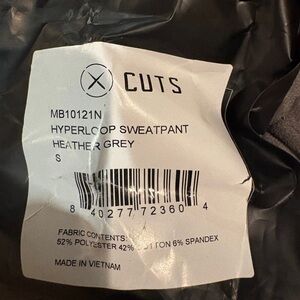 CUTS
MB10121N
HYPERLOOP SWEATPANT
HEATHER GREY
S
8 40277 72360 4
FABRIC CONTENTS
52% POLYESTER 42% COTTON 6% SPANDEX
MADE IN VIETNAM